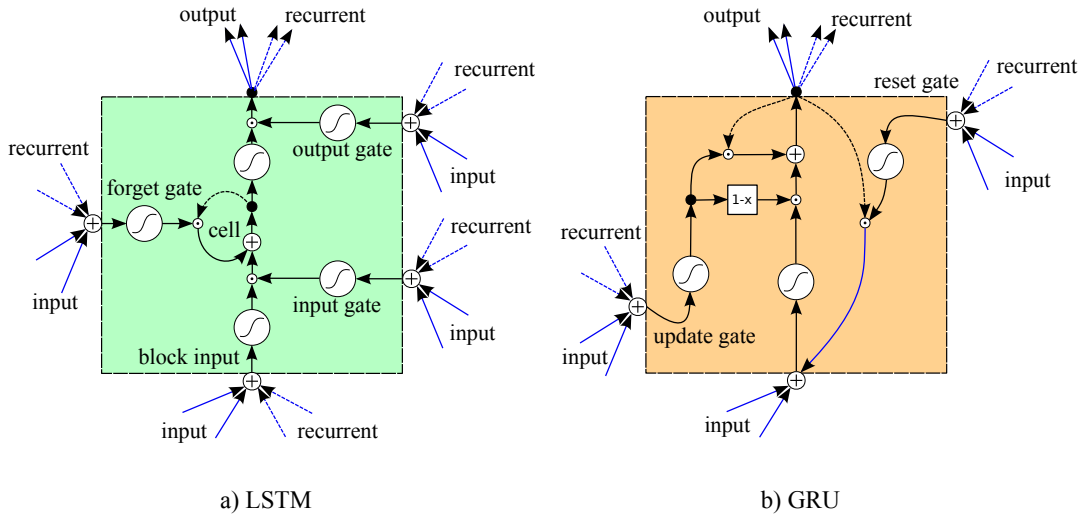 output
recurrent
recurrent
output gate
input
recurrent
forget gate
cell
input
recurrent
input gate
input
block input
input
recurrent
a) LSTM
output
recurrent
reset gate
recurrent
input
1-x
recurrent
update gate
input
input
b) GRU